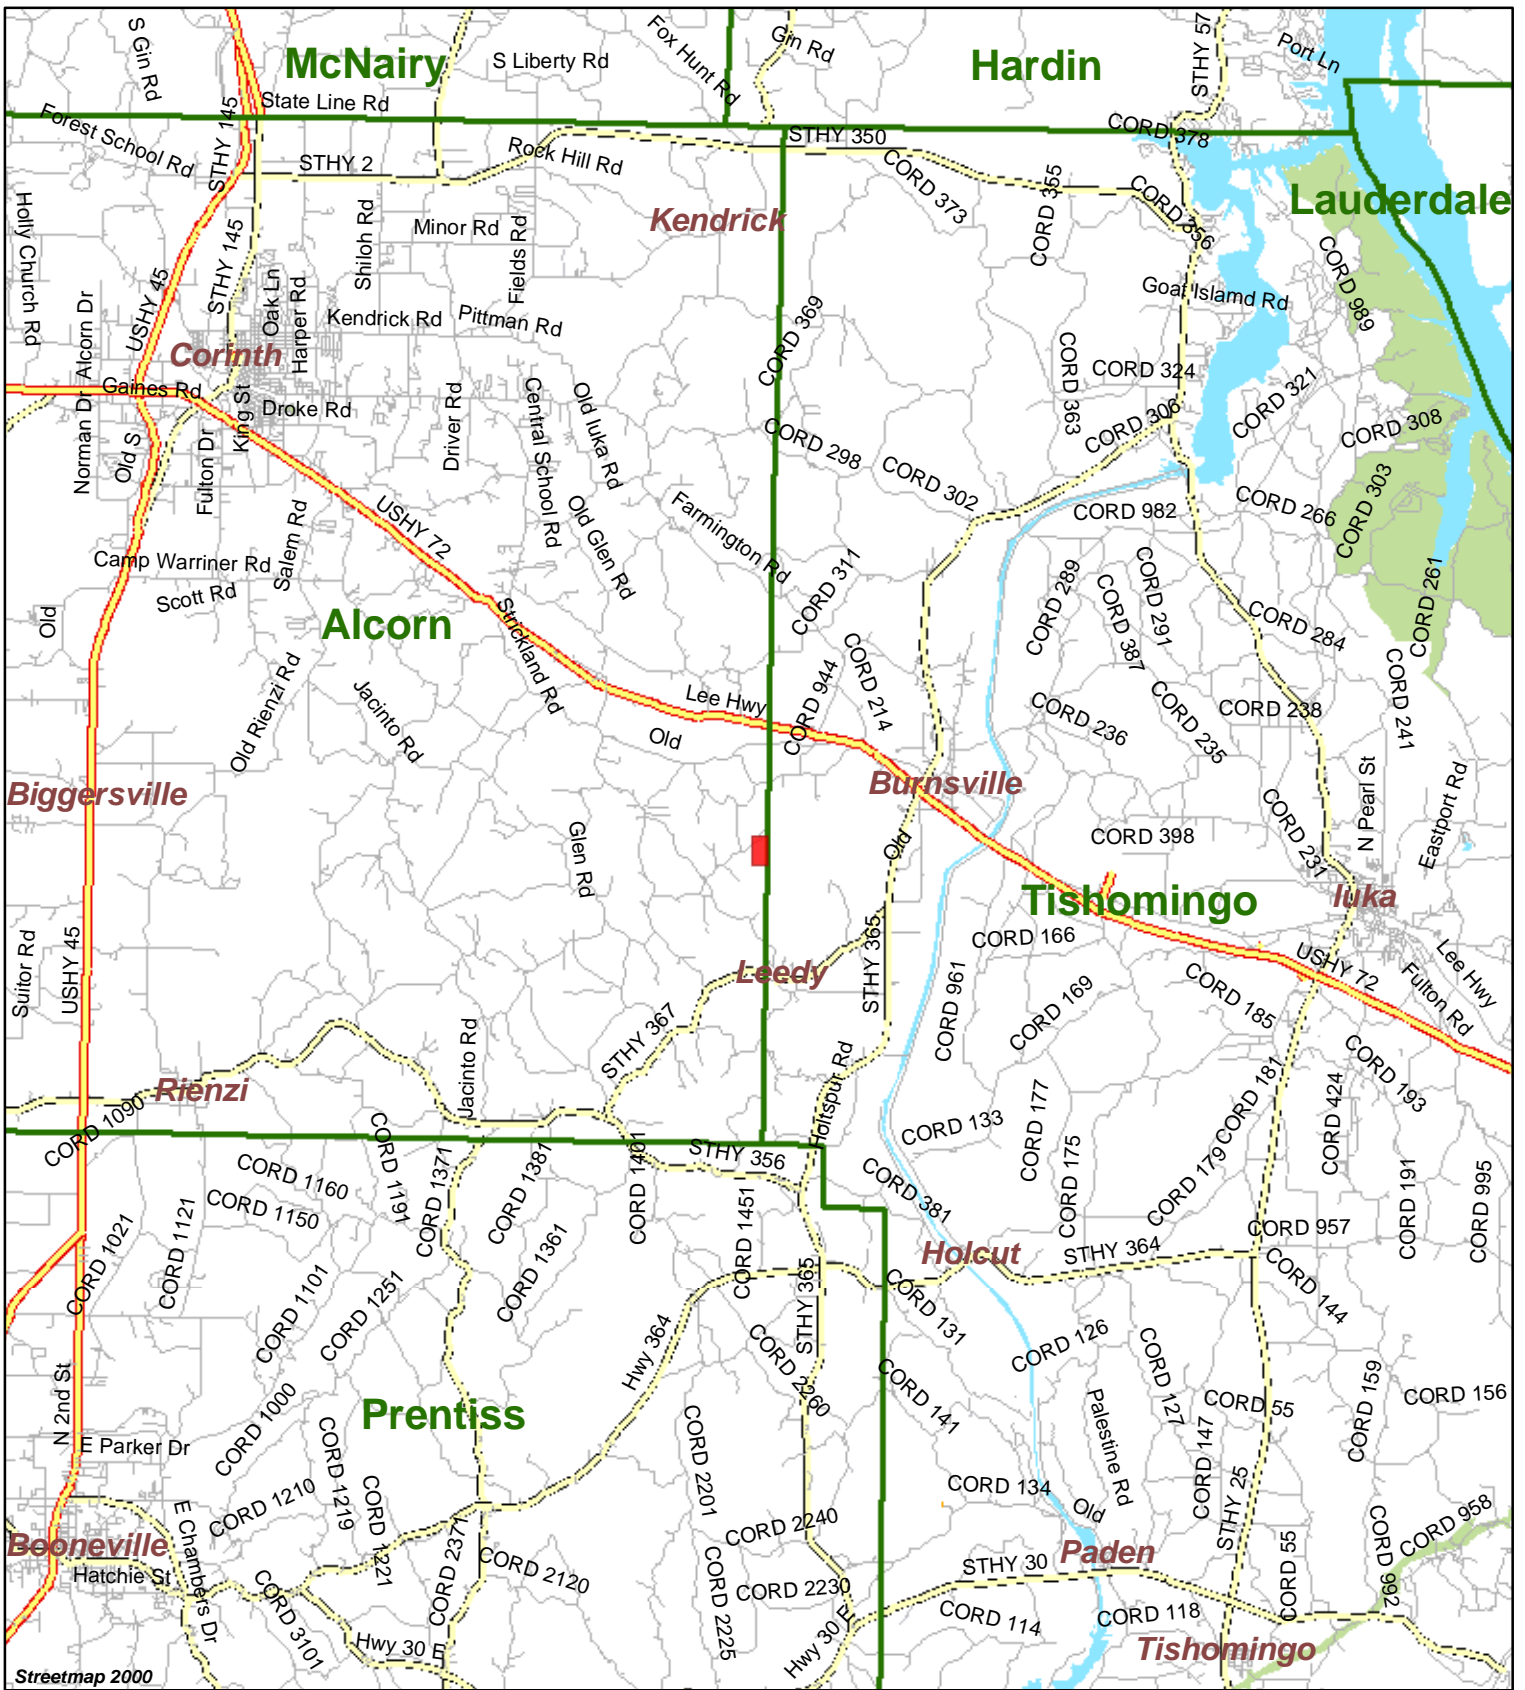 S Gin Rd
McNairy
S Liberty Rd
Fox Hunt Rd
Gin Rd
Hardin
STHY 57
Port Ln
State Line Rd
Forest School Rd
STHY 145
STHY 2
Rock Hill Rd
STHY 350
CORD 378
CORD 373
CORD 355
CORD 356
Lauderdale
Holly Church Rd
Shiloh Rd
Minor Rd
Fields Rd
Kendrick
USHY 45
STHY 145
Oak Ln
Harper Rd
Kendrick Rd
Pittman Rd
CORD 369
Goat Islamd Rd
CORD 989
Alcorn Dr
Corinth
Gaines Rd
Norman Dr
Old S
King St
Droke Rd
Fulton Dr
Driver Rd
Central School Rd
Old Iuka Rd
CORD 363
CORD 324
CORD 306
CORD 321
CORD 308
CORD 298
CORD 302
CORD 303
CORD 266
CORD 982
USHY 72
Farmington Rd
Old Glen Rd
Salem Rd
Camp Warriner Rd
Scott Rd
Old
CORD 311
CORD 289
CORD 291
CORD 387
CORD 284
CORD 261
Alcorn
Strickland Rd
Old Rienzi Rd
Jacinto Rd
Lee Hwy
Old
CORD 944
CORD 214
CORD 236
CORD 235
CORD 238
CORD 241
Biggersville
Burnsville
N Pearl St
Eastport Rd
Glen Rd
Old
CORD 398
CORD 231
Tishomingo
Iuka
Suitor Rd
USHY 45
STHY 365
CORD 166
CORD 961
CORD 169
CORD 185
USHY 72
Lee Hwy
Fulton Rd
Leedy
STHY 367
Jacinto Rd
Holtspur Rd
Rienzi
CORD 1090
CORD 133
CORD 177
CORD 175
CORD 181
CORD 179
CORD 424
CORD 193
CORD 191
CORD 995
CORD 1160
CORD 1150
CORD 1191
CORD 1371
CORD 1381
CORD 1401
STHY 356
CORD 381
CORD 1021
CORD 1121
CORD 1361
CORD 1451
Holcut
STHY 364
CORD 957
CORD 144
CORD 1101
CORD 1251
STHY 365
CORD 131
Hwy 364
CORD 2260
CORD 126
CORD 141
CORD 127
CORD 159
CORD 156
CORD 55
N 2nd St
Prentiss
E Parker Dr
CORD 1000
CORD 1219
CORD 1210
CORD 1221
CORD 2201
Palestine Rd
CORD 147
STHY 25
CORD 134
Old
Booneville
E Chambers Dr
Hatchie St
CORD 2371
CORD 2120
CORD 2240
CORD 2230
CORD 2225
STHY 30
Paden
CORD 55
CORD 992
CORD 958
CORD 3101
Hwy 30 E
Hwy 30 E
CORD 114
CORD 118
Tishomingo
Streetmap 2000